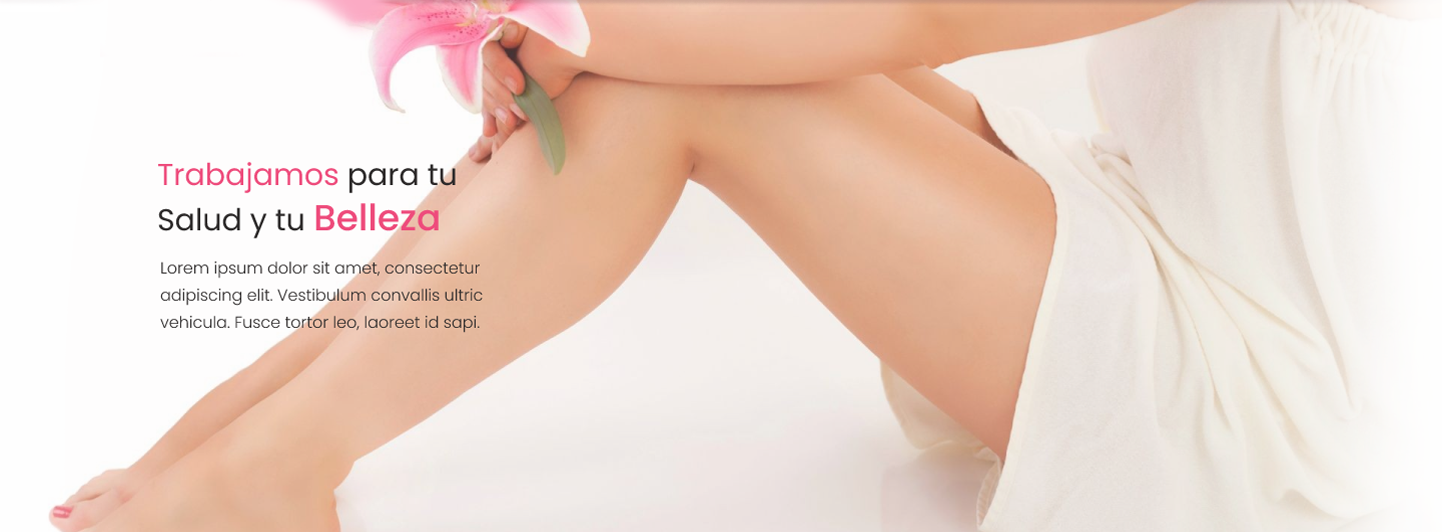 Trabajamos para tu
Salud y tu Belleza
Lorem ipsum dolor sit amet, consectetur
adipiscing elit. Vestibulum convallis ultric
vehicula. Fusce tortor leo, laoreet id sapi.